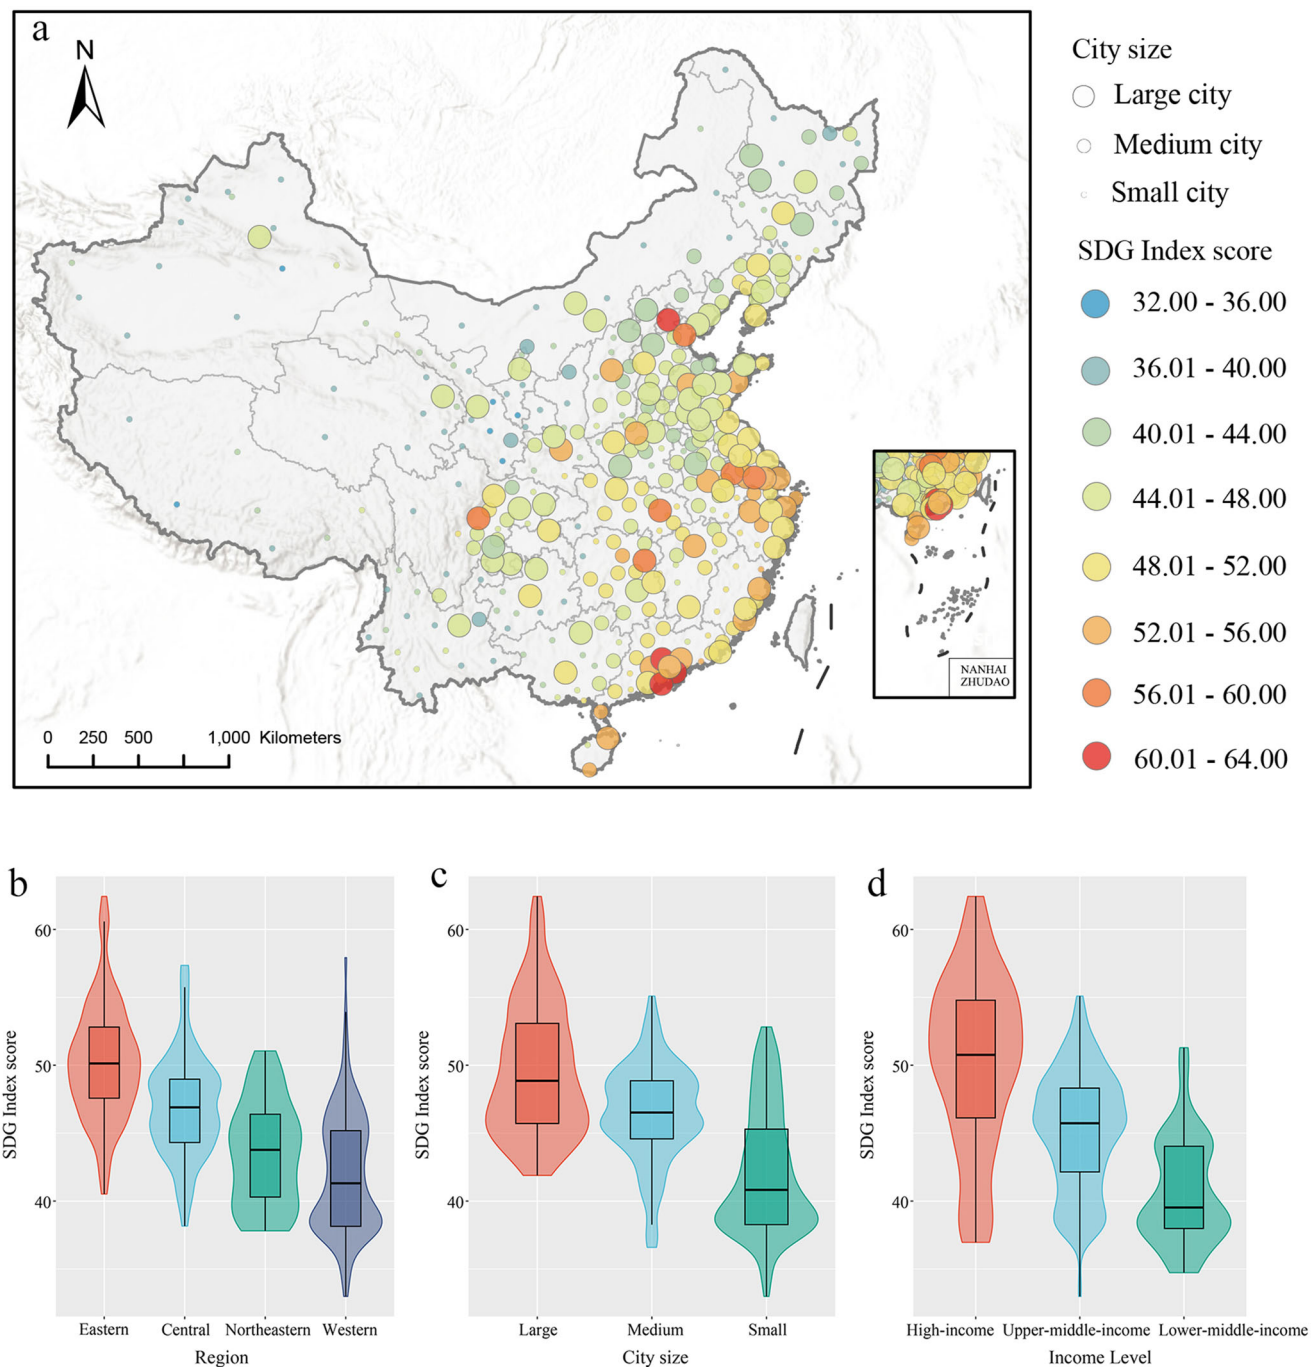 a
N
City size
Large city
Medium city
Small city
SDG Index score
32.00 - 36.00
36.01 - 40.00
40.01 - 44.00
44.01 - 48.00
48.01 - 52.00
52.01 - 56.00
56.01 - 60.00
60.01 - 64.00
NANHAI
ZHUDAO
0 250 500 1,000 Kilometers
b
SDG Index score
60
50
40
Eastern Central Northeastern Western
Region
c
SDG Index score
60
50
40
Large Medium Small
City size
d
SDG Index score
60
50
40
High-income Upper-middle-income Lower-middle-income
Income Level